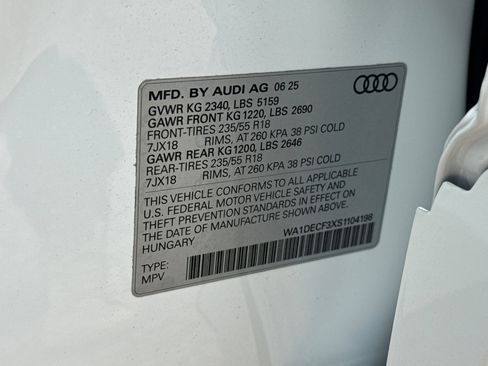 MFD. BY AUDI AG 06 25
GVWR KG 2340, LBS 5159
GAWR FRONT KG 1220, LBS 2690
FRONT-TIRES 235/55 R18
7JX18 RIMS, AT 260 KPA 38 PSI COLD
GAWR REAR KG1200, LBS 2646
REAR-TIRES 235/55 R18
7JX18 RIMS, AT 260 KPA 38 PSI COLD
THIS VEHICLE CONFORMS TO ALL APPLICABLE
U.S. FEDERAL MOTOR VEHICLE SAFETY AND
THEFT PREVENTION STANDARDS IN EFFECT ON
THE DATE OF MANUFACTURE SHOWN ABOVE.
HUNGARY
WA1DECF3XS1104198
TYPE:
MPV